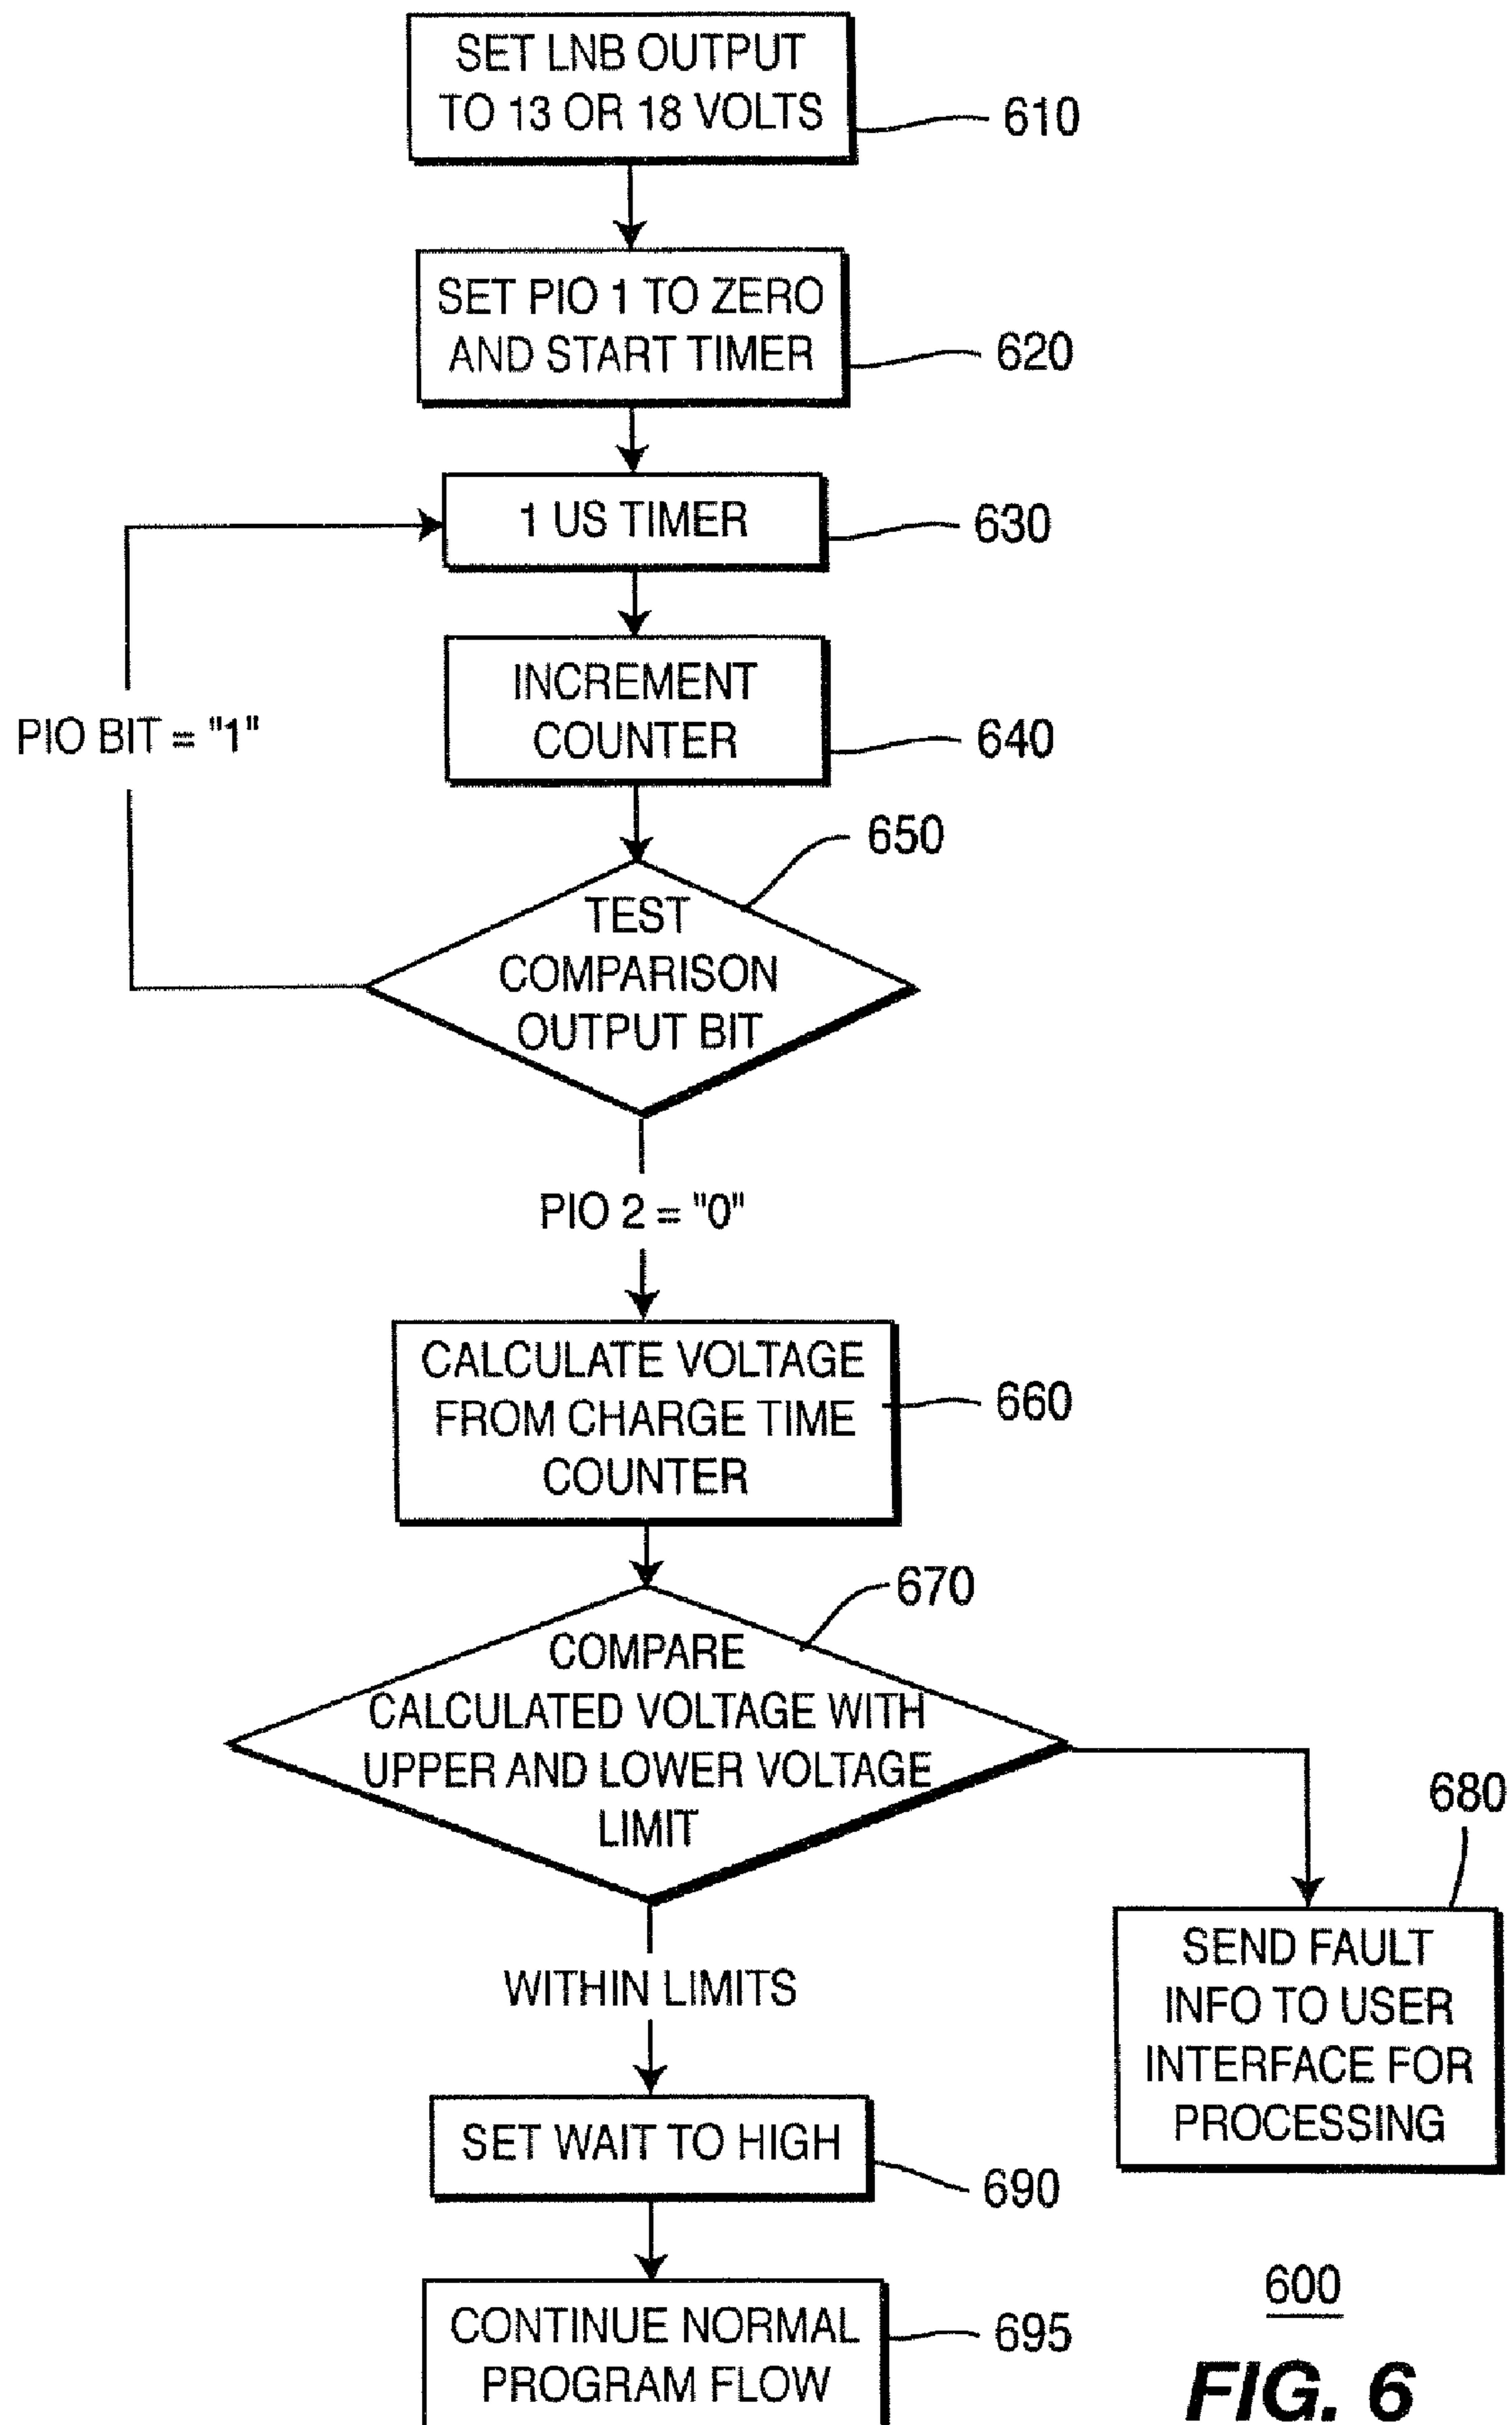 SET LNB OUTPUT
TO 13 OR 18 VOLTS
610
SET PIO 1 TO ZERO
AND START TIMER
620
1 US TIMER
630
INCREMENT
COUNTER
640
PIO BIT = "1"
650
TEST
COMPARISON
OUTPUT BIT
PIO 2 = "0"
CALCULATE VOLTAGE
FROM CHARGE TIME
COUNTER
660
670
COMPARE
CALCULATED VOLTAGE WITH
UPPER AND LOWER VOLTAGE
LIMIT
680
SEND FAULT
INFO TO USER
INTERFACE FOR
PROCESSING
WITHIN LIMITS
SET WAIT TO HIGH
690
CONTINUE NORMAL
PROGRAM FLOW
695
600
FIG. 6